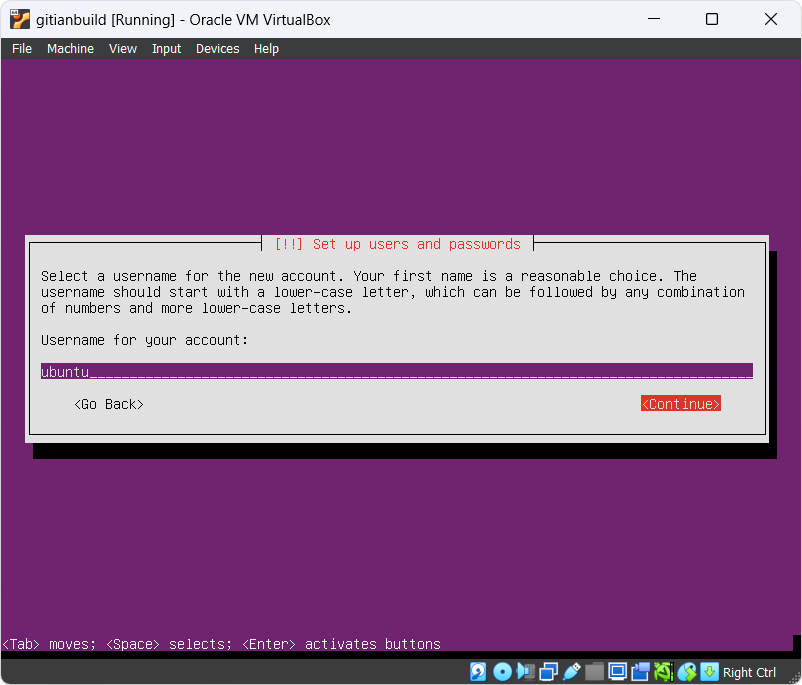 gitianbuild [Running] - Oracle VM VirtualBox
File Machine View Input Devices Help
[!!] Set up users and passwords
Select a username for the new account. Your first name is a reasonable choice. The
username should start with a lower-case letter, which can be followed by any combination
of numbers and more lower-case letters.
Username for your account:
ubuntu
<Go Back> <Continue>
<Tab> moves; <Space> selects; <Enter> activates buttons
Right Ctrl